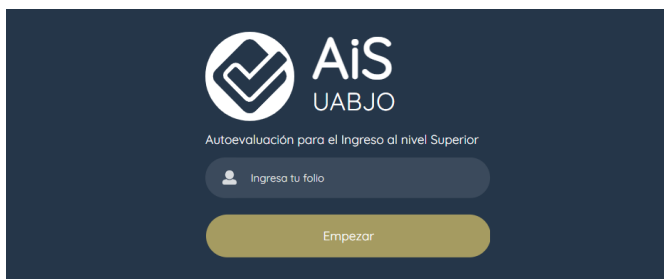 AiS
UABJO
Autoevaluación para el Ingreso al nivel Superior
Ingresa tu folio
Empezar